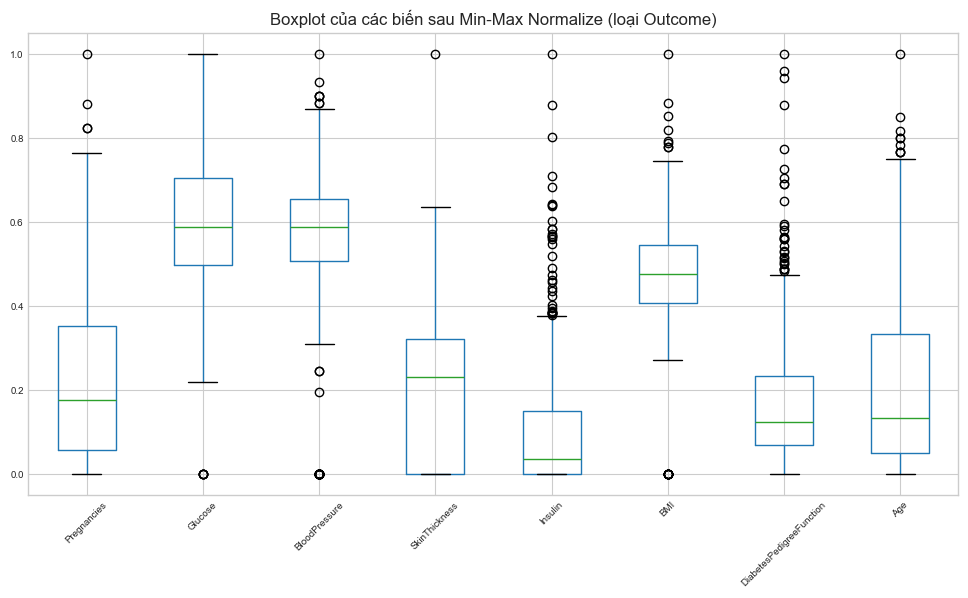 Boxplot của các biến sau Min-Max Normalize (loại Outcome)
1.0
0.8
0.6
0.4
0.2
0.0
Pregnancies
Glucose
BloodPressure
SkinThickness
Insulin
BMI
DiabetesPedigreeFunction
Age